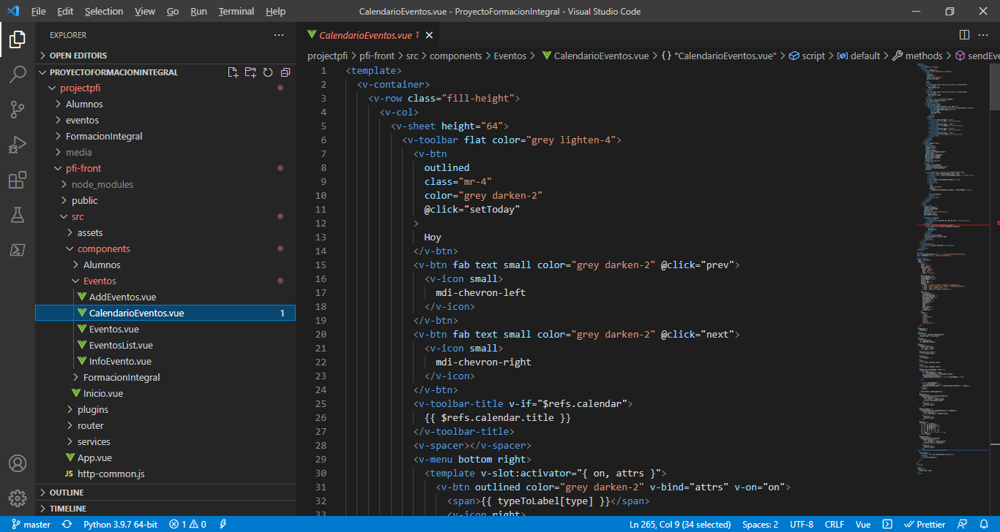 File Edit Selection View Go Run Terminal Help
CalendarioEventos.vue - ProyectoFormacionIntegral - Visual Studio Code
EXPLORER
OPEN EDITORS
PROYECTOFORMACIONINTEGRAL
projectpfi
Alumnos
eventos
FormacionIntegral
media
pfi-front
node_modules
public
src
assets
components
Alumnos
Eventos
AddEventos.vue
CalendarioEventos.vue 1
Eventos.vue
EventosList.vue
InfoEvento.vue
FormacionIntegral
Inicio.vue
plugins
router
services
App.vue
JS http-common.js
OUTLINE
TIMELINE
CalendarioEventos.vue 1
projectpfi > pfi-front > src > components > Eventos > CalendarioEventos.vue > {} "CalendarioEventos.vue" > script > default > methods > sendEve
1 <template>
2 <v-container>
3 <v-row class="fill-height">
4 <v-col>
5 <v-sheet height="64">
6 <v-toolbar flat color="grey lighten-4">
7 <v-btn
8 outlined
9 class="mr-4"
10 color="grey darken-2"
11 @click="setToday"
12 >
13 Hoy
14 </v-btn>
15 <v-btn fab text small color="grey darken-2" @click="prev">
16 <v-icon small>
17 mdi-chevron-left
18 </v-icon>
19 </v-btn>
20 <v-btn fab text small color="grey darken-2" @click="next">
21 <v-icon small>
22 mdi-chevron-right
23 </v-icon>
24 </v-btn>
25 <v-toolbar-title v-if="$refs.calendar">
26 {{ $refs.calendar.title }}
27 </v-toolbar-title>
28 <v-spacer></v-spacer>
29 <v-menu bottom right>
30 <template v-slot:activator="{ on, attrs }">
31 <v-btn outlined color="grey darken-2" v-bind="attrs" v-on="on">
32 <span>{{ typeToLabel[type] }}</span>
33 <v-icon right>
master Python 3.9.7 64-bit 1 0 Ln 265, Col 9 (34 selected) Spaces: 2 UTF-8 CRLF Vue Prettier